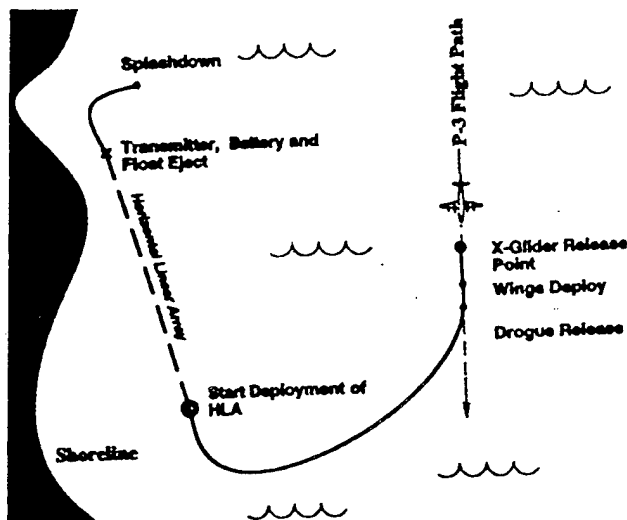 Splashdown
P-3 Flight Path
Transmitter, Battery and
Float Eject
Horizontal Linear Array
X-Glider Release
Point
Wings Deploy
Drogue Release
Start Deployment of
HLA
Shoreline